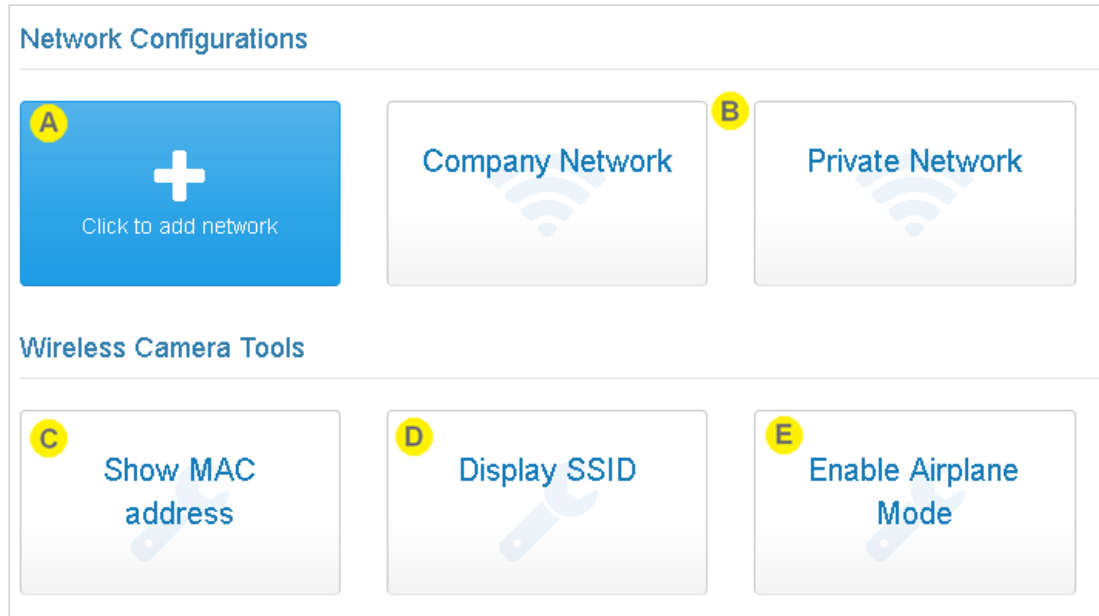 Network Configurations
A
Click to add network
Company Network
B
Private Network
Wireless Camera Tools
C
Show MAC
address
D
Display SSID
E
Enable Airplane
Mode